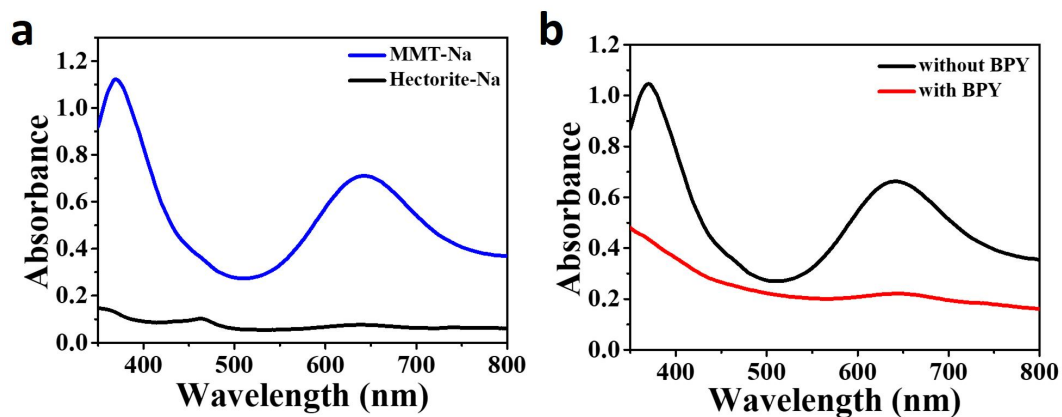 a
MMT-Na
Hectorite-Na
1.2
1.0
0.8
0.6
0.4
0.2
0.0
Absorbance
400 500 600 700 800
Wavelength (nm)
b
without BPY
with BPY
1.2
1.0
0.8
0.6
0.4
0.2
0.0
Absorbance
400 500 600 700 800
Wavelength (nm)